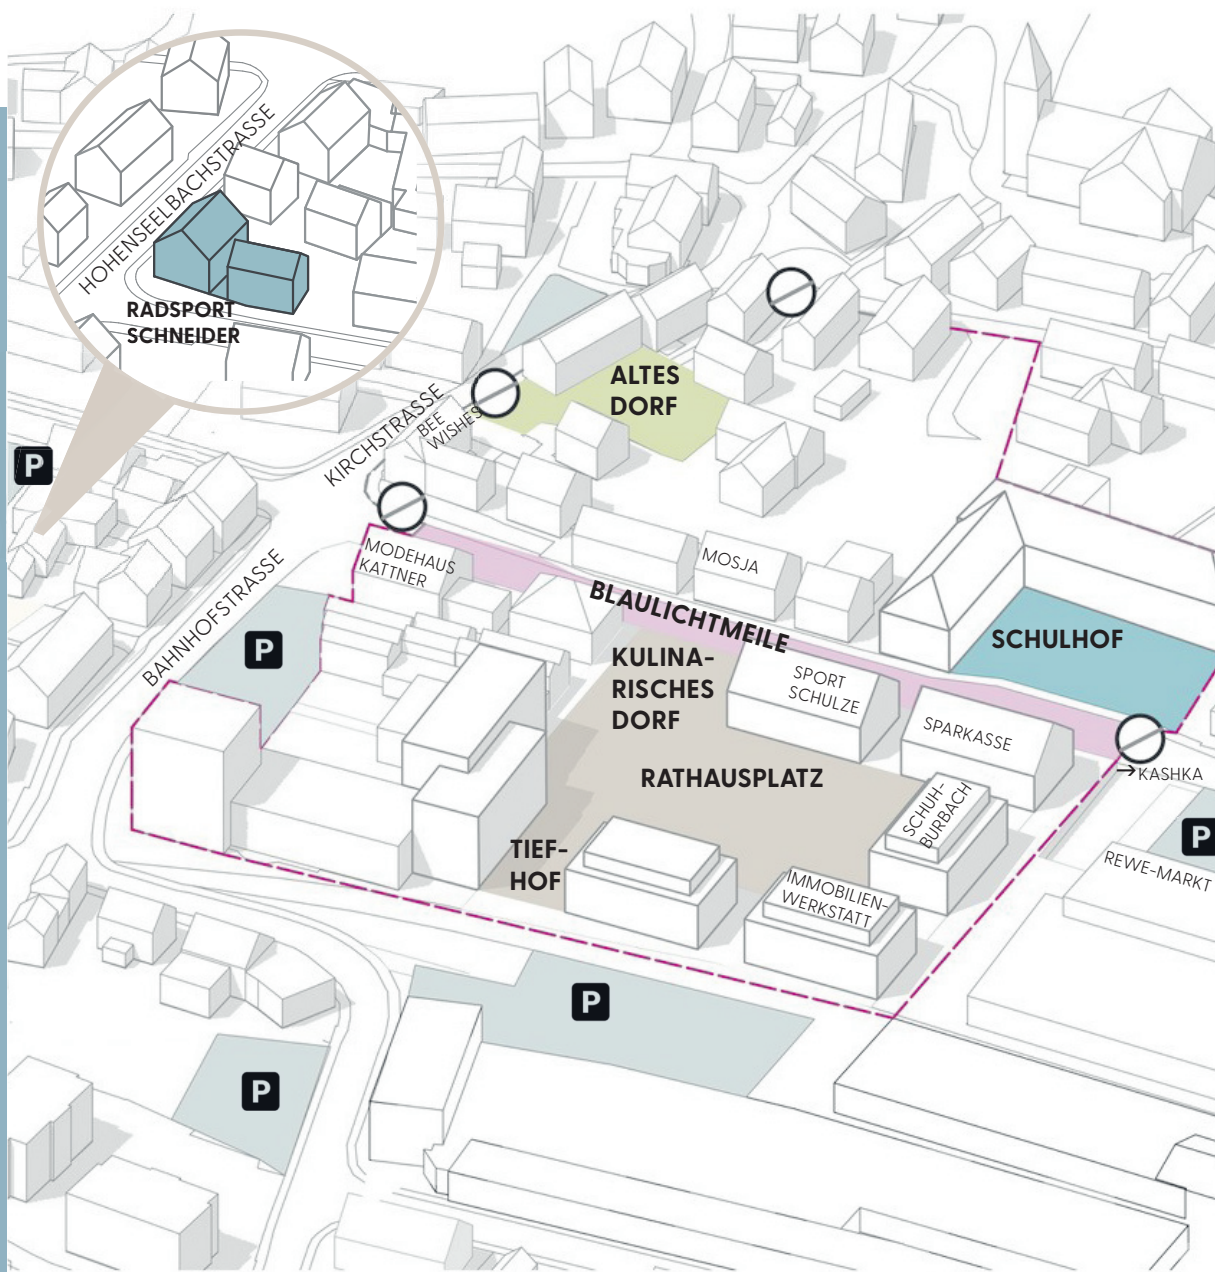 HOHENSEELBACHSTRASSE
RADSPORT
SCHNEIDER
P
KIRCHSTRASSE
BEE
WISHES
ALTES
DORF
BAHNHOFSTRASSE
P
MODEHAUS
KATTNER
MOSJA
BLAULICHTMEILE
SCHULHOF
KULINA-
RISCHES
DORF
SPORT
SCHULZE
SPARKASSE
RATHAUSPLATZ
→KASHKA
SCHUH-
BURBACH
P
REWE-MARKT
TIEF-
HOF
IMMOBILIEN-
WERKSTATT
P
P